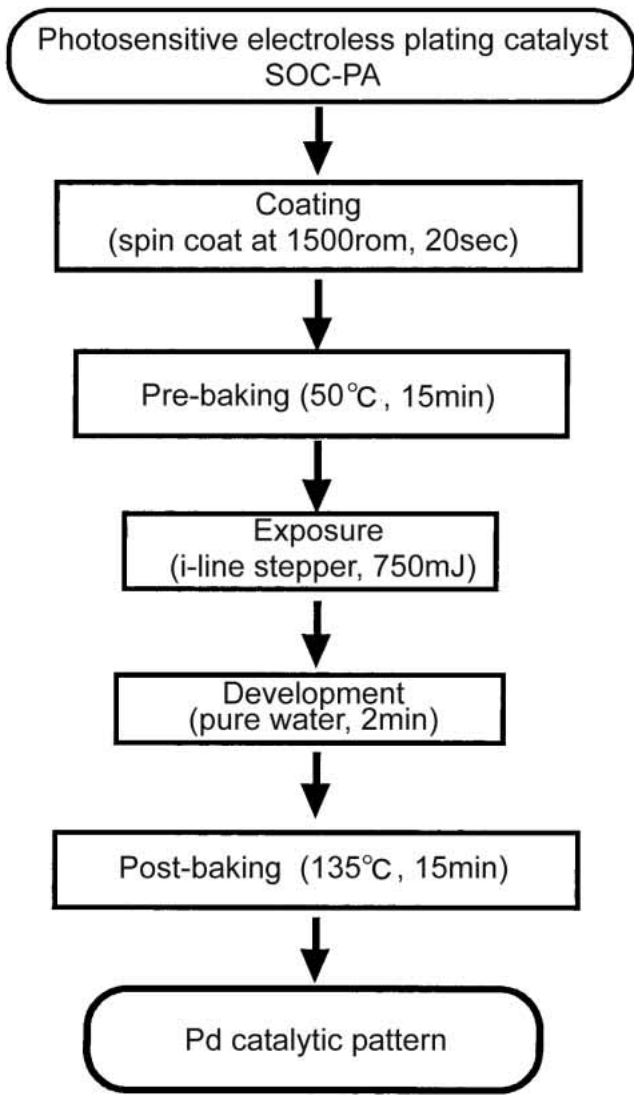 Photosensitive electroless plating catalyst
SOC-PA
Coating
(spin coat at 1500rom, 20sec)
Pre-baking (50℃, 15min)
Exposure
(i-line stepper, 750mJ)
Development
(pure water, 2min)
Post-baking (135℃, 15min)
Pd catalytic pattern